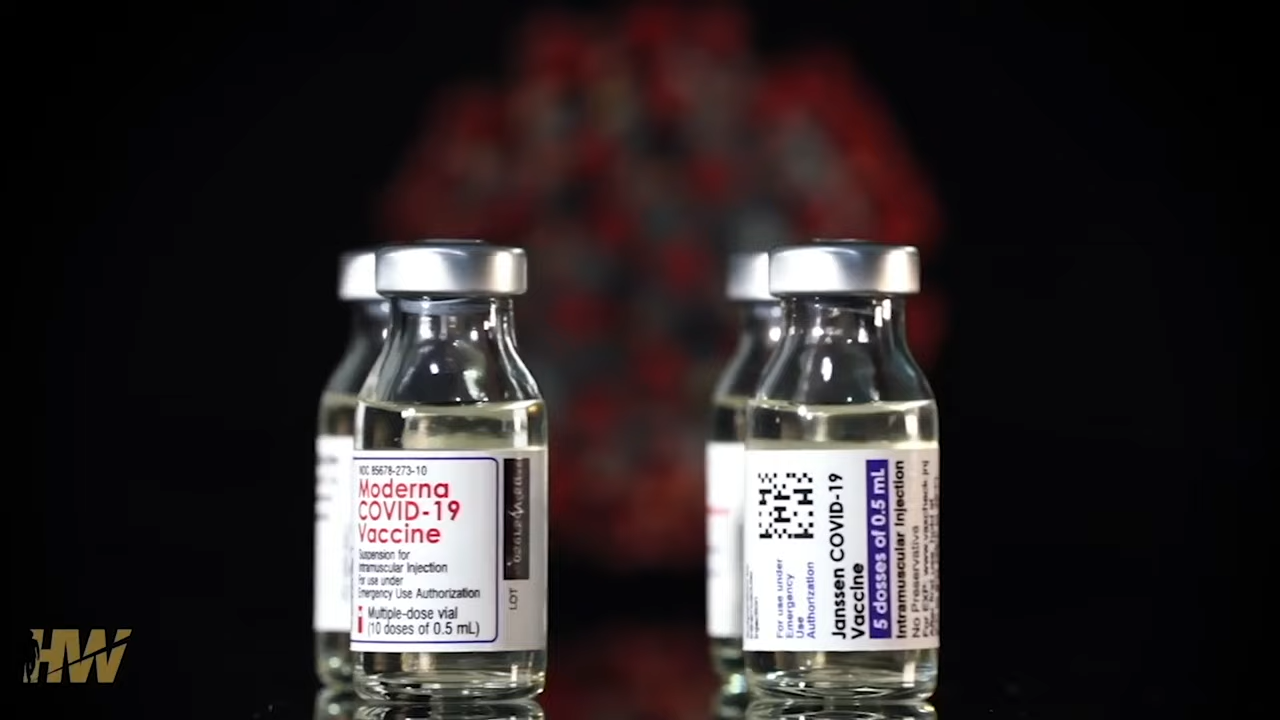 NDC 85678-273-10
Moderna
COVID-19
Vaccine
Suspension for
Intramuscular Injection
For use under
Emergency Use Authorization
Multiple-dose vial
(10 doses of 0.5 mL)
LOT
For use under
Emergency
Use
Authorization
Janssen COVID-19
Vaccine
5 dosses of 0.5 mL
Intramuscular Injection
No Preservative
HW